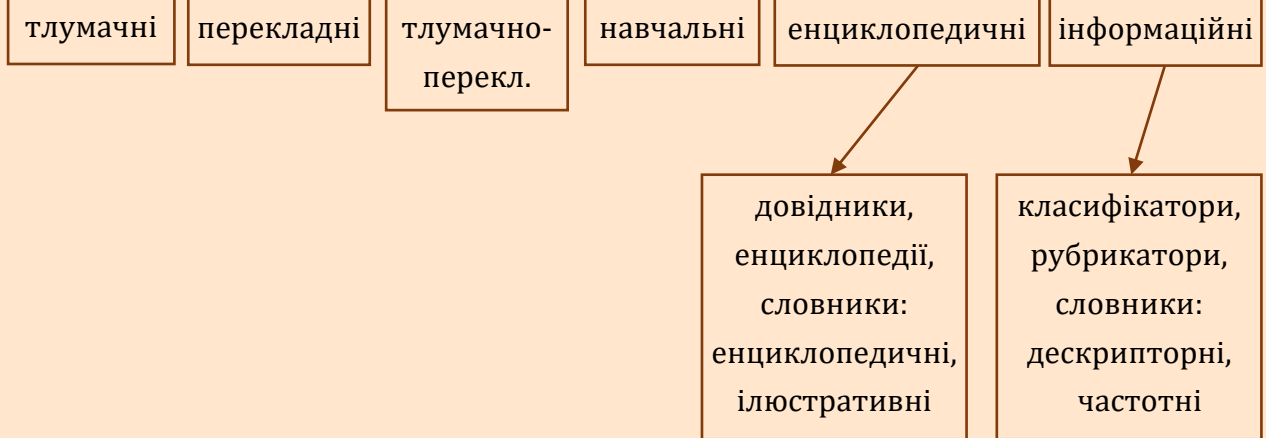 тлумачні
перекладні
тлумачно-
перекл.
навчальні
енциклопедичні
інформаційні
довідники,
енциклопедії,
словники:
енциклопедичні,
ілюстративні
класифікатори,
рубрикатори,
словники:
дескрипторні,
частотні